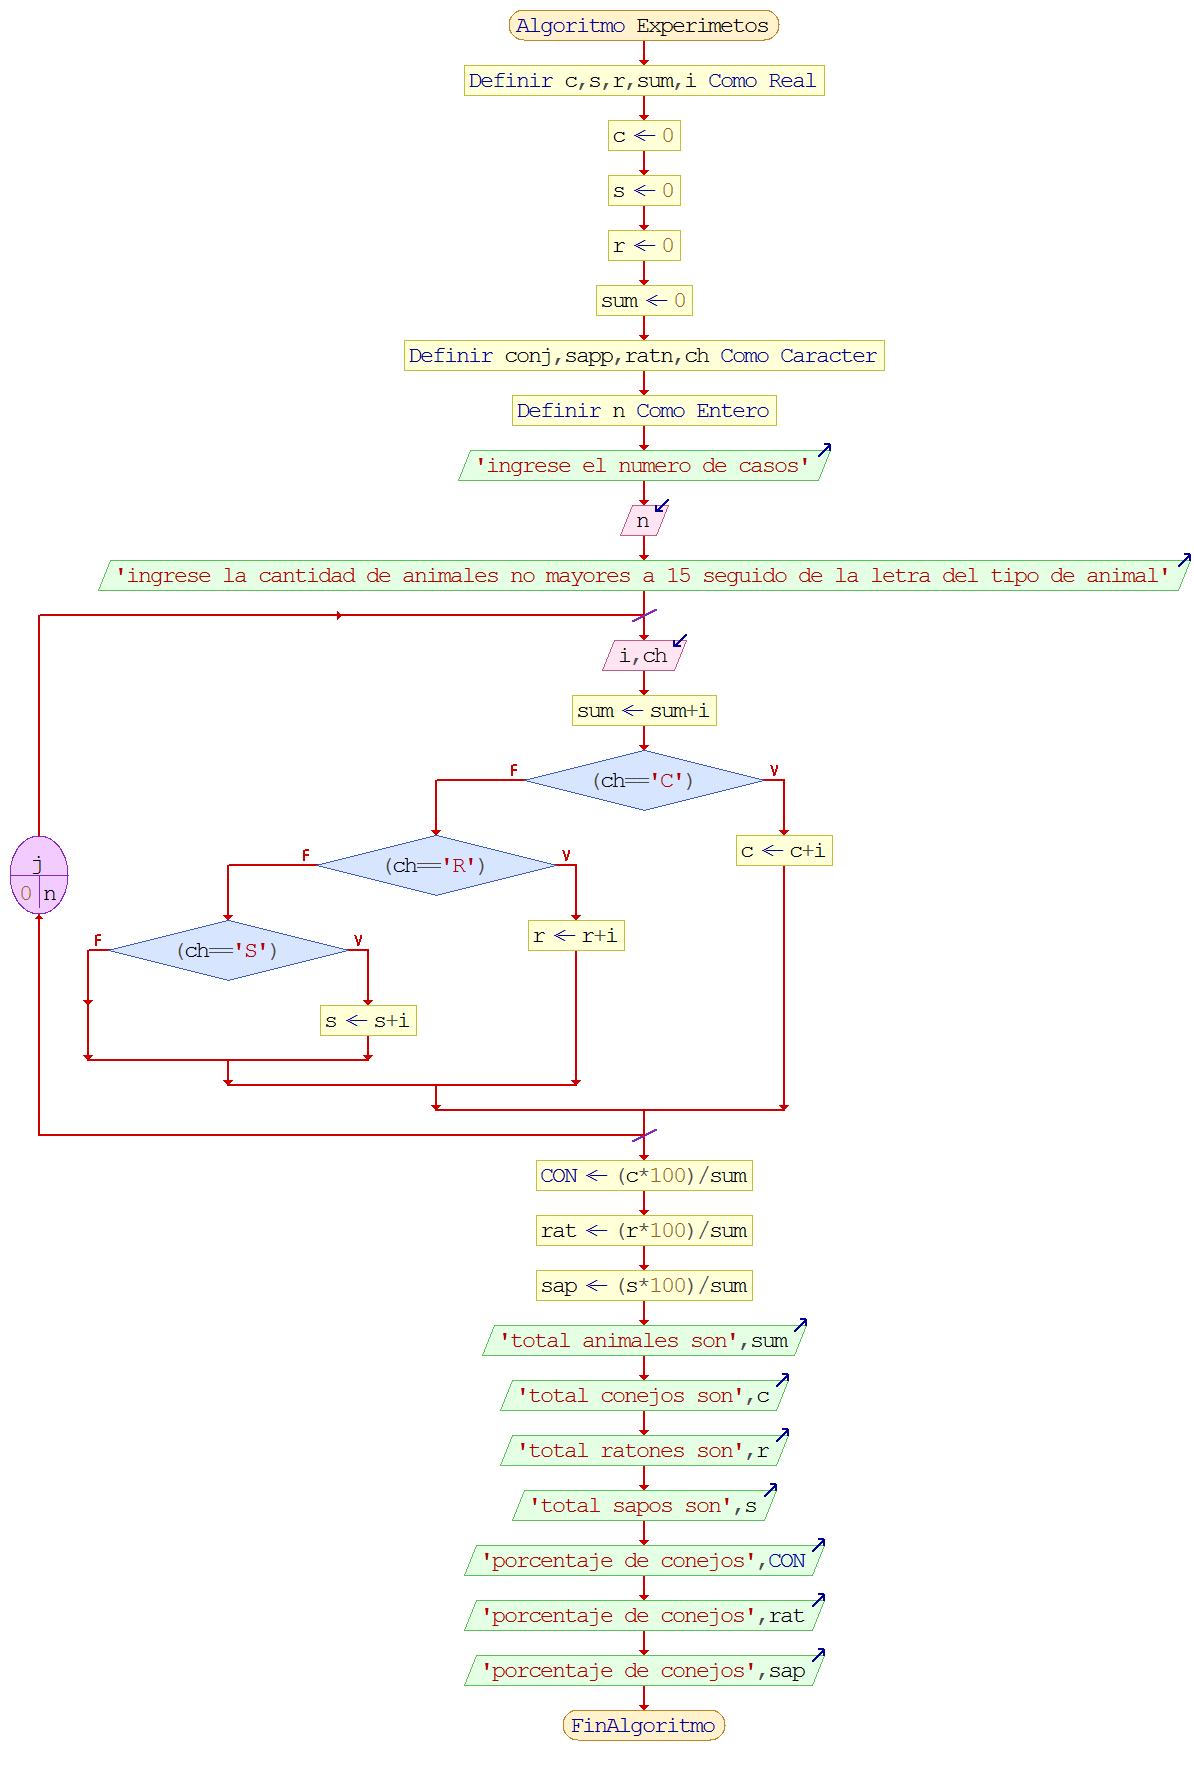 Algoritmo Experimetos
Definir c,s,r,sum,i Como Real
c ← 0
s ← 0
r ← 0
sum ← 0
Definir conj,sapp,ratn,ch Como Caracter
Definir n Como Entero
'ingrese el numero de casos'
n
'ingrese la cantidad de animales no mayores a 15 seguido de la letra del tipo de animal'
i,ch
sum ← sum+i
(ch=='C')
F
V
c ← c+i
(ch=='R')
F
V
r ← r+i
(ch=='S')
F
V
s ← s+i
j
0 n
CON ← (c*100)/sum
rat ← (r*100)/sum
sap ← (s*100)/sum
'total animales son',sum
'total conejos son',c
'total ratones son',r
'total sapos son',s
'porcentaje de conejos',CON
'porcentaje de conejos',rat
'porcentaje de conejos',sap
FinAlgoritmo